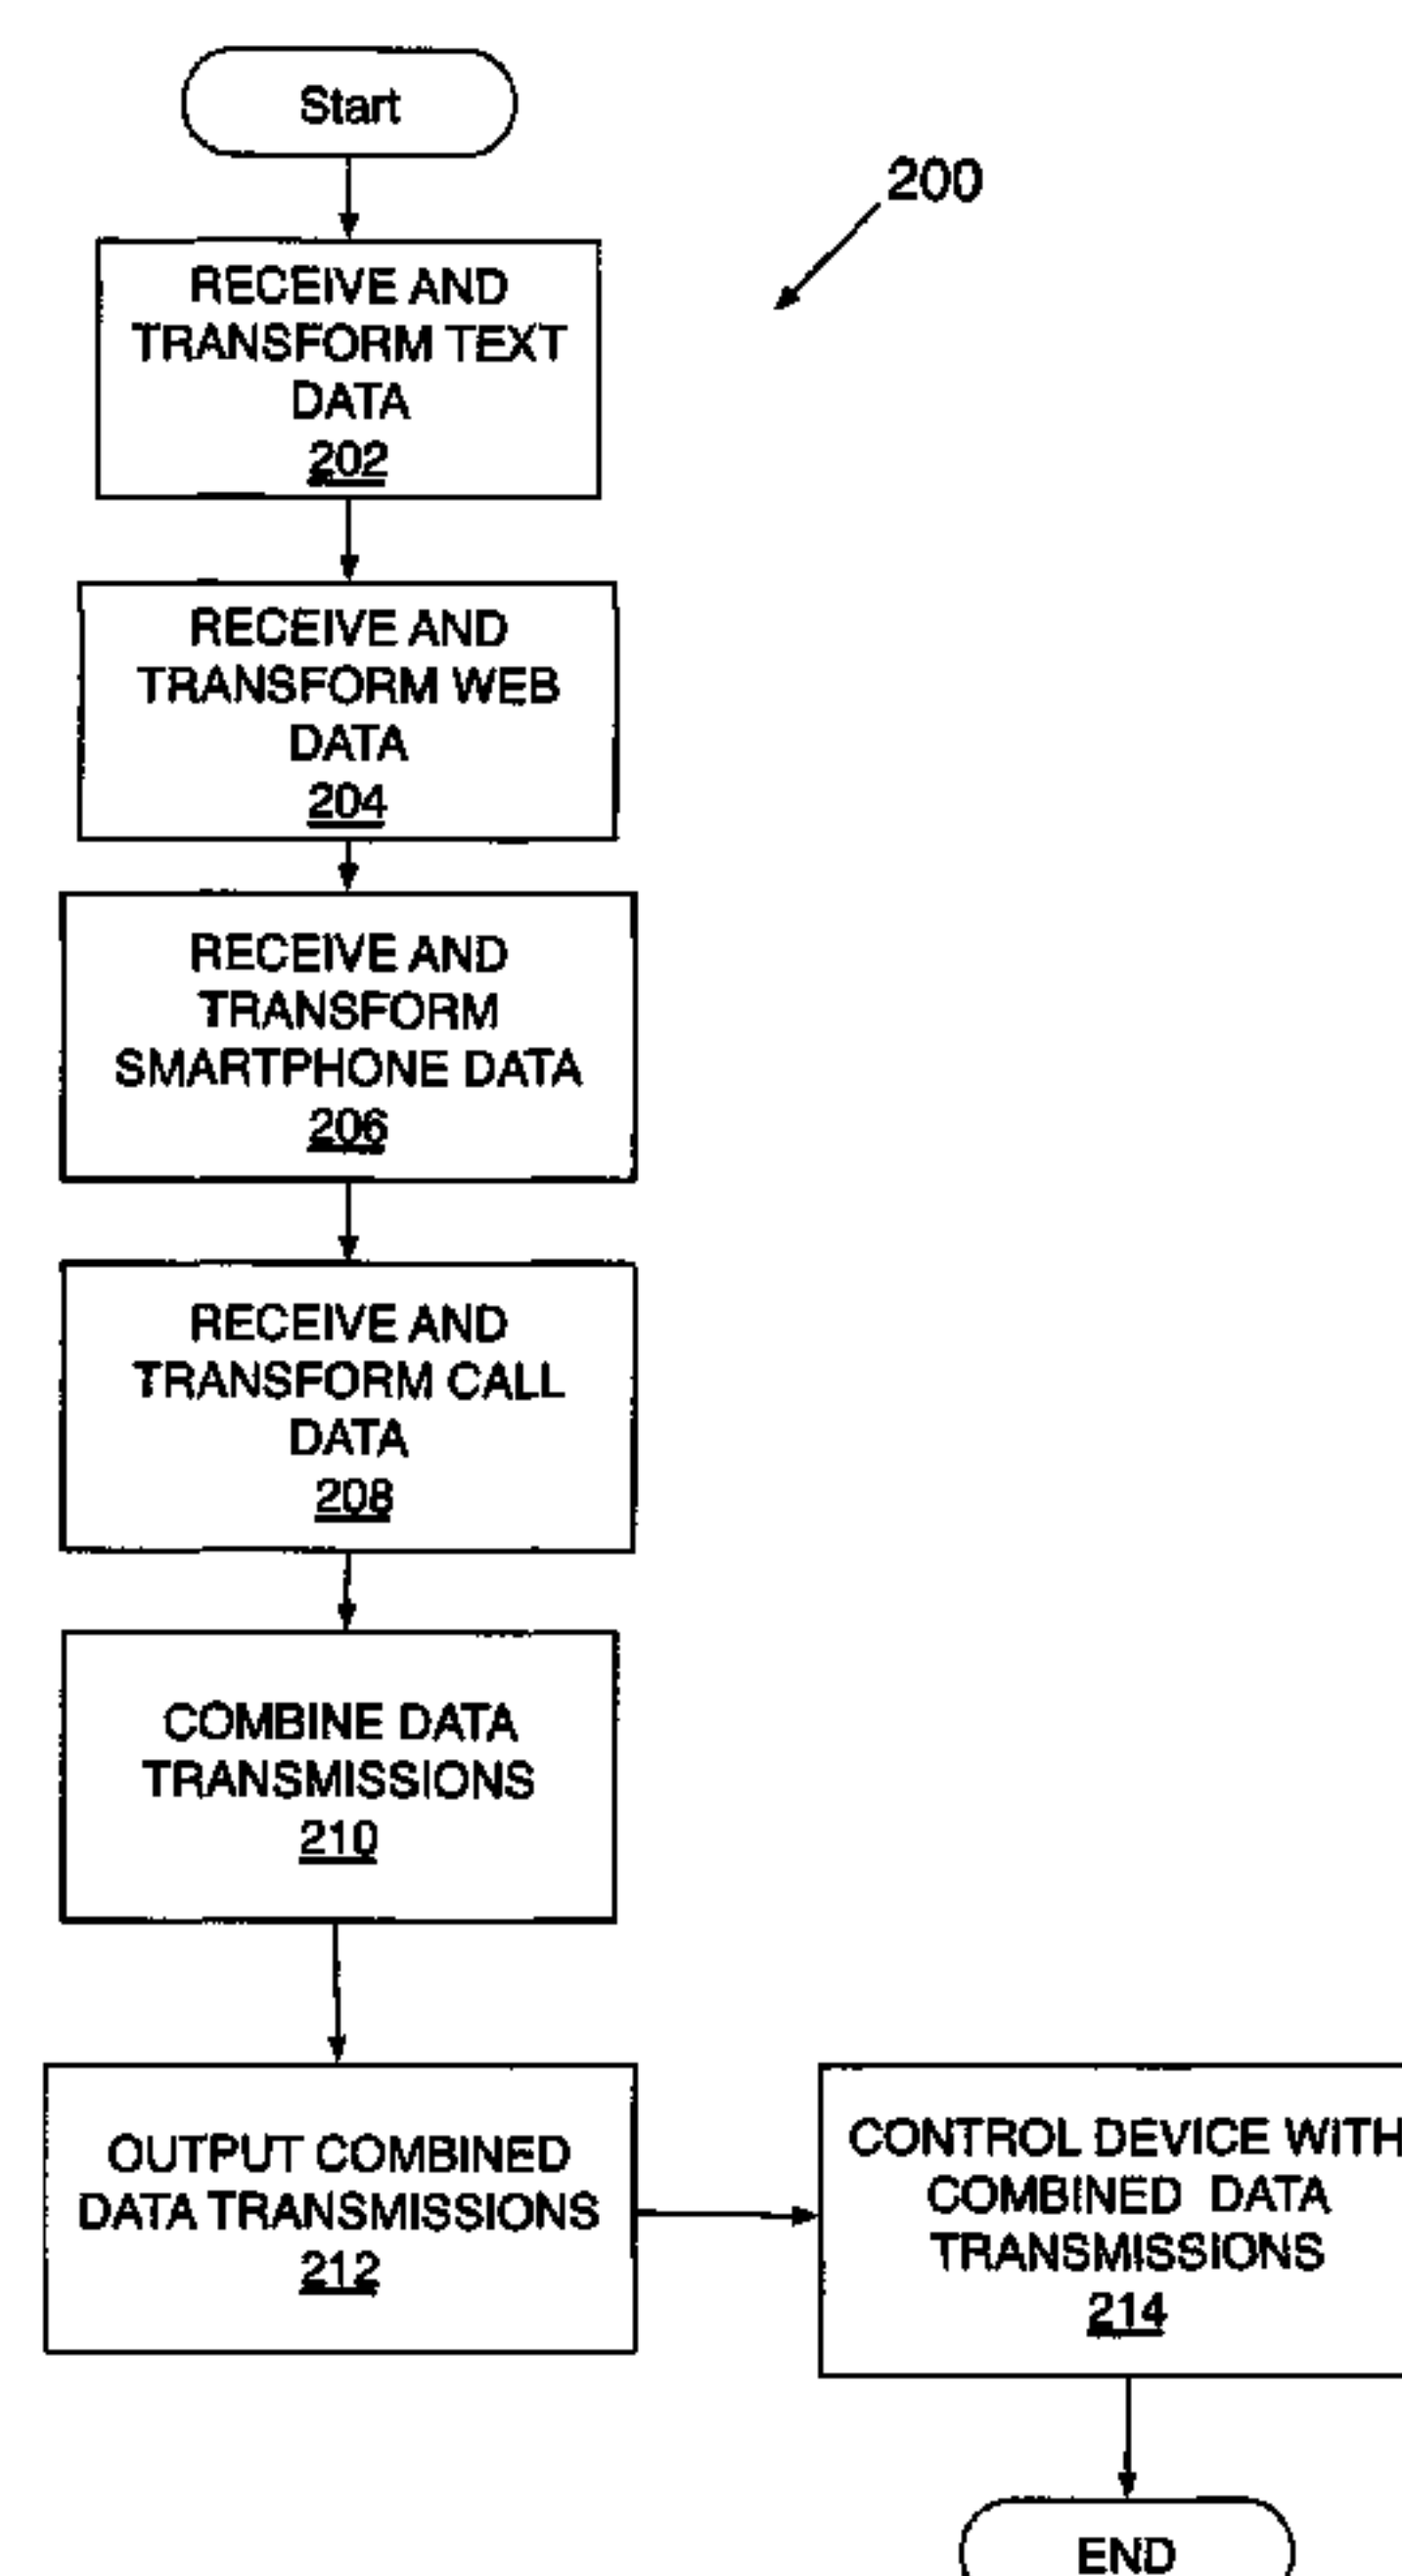 Start
200
RECEIVE AND
TRANSFORM TEXT
DATA
202
RECEIVE AND
TRANSFORM WEB
DATA
204
RECEIVE AND
TRANSFORM
SMARTPHONE DATA
206
RECEIVE AND
TRANSFORM CALL
DATA
208
COMBINE DATA
TRANSMISSIONS
210
OUTPUT COMBINED
DATA TRANSMISSIONS
212
CONTROL DEVICE WITH
COMBINED DATA
TRANSMISSIONS
214
END